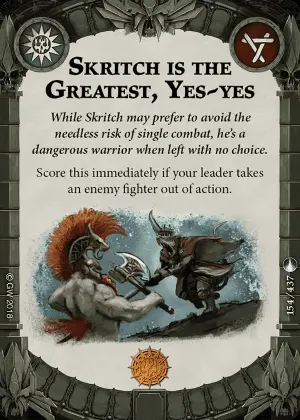 Skritch is the
Greatest, Yes-yes
While Skritch may prefer to avoid the
needless risk of single combat, he's a
dangerous warrior when left with no choice.
Score this immediately if your leader takes
an enemy fighter out of action.
© GW 2018
154/437